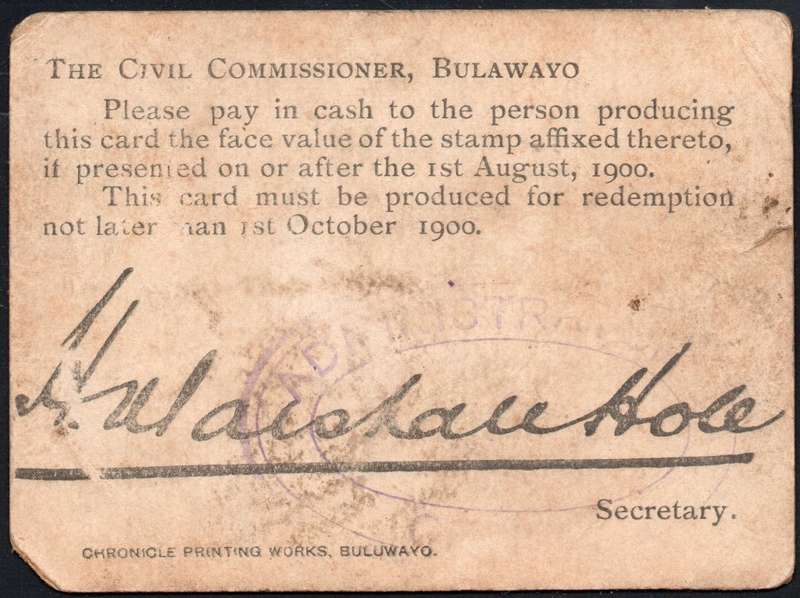 THE CIVIL COMMISSIONER, BULAWAYO
Please pay in cash to the person producing
this card the face value of the stamp affixed thereto,
if presented on or after the 1st August, 1900.
This card must be produced for redemption
not later than 1st October 1900.
ADMINISTR
H. Marshall Hole
Secretary.
CHRONICLE PRINTING WORKS, BULUWAYO.